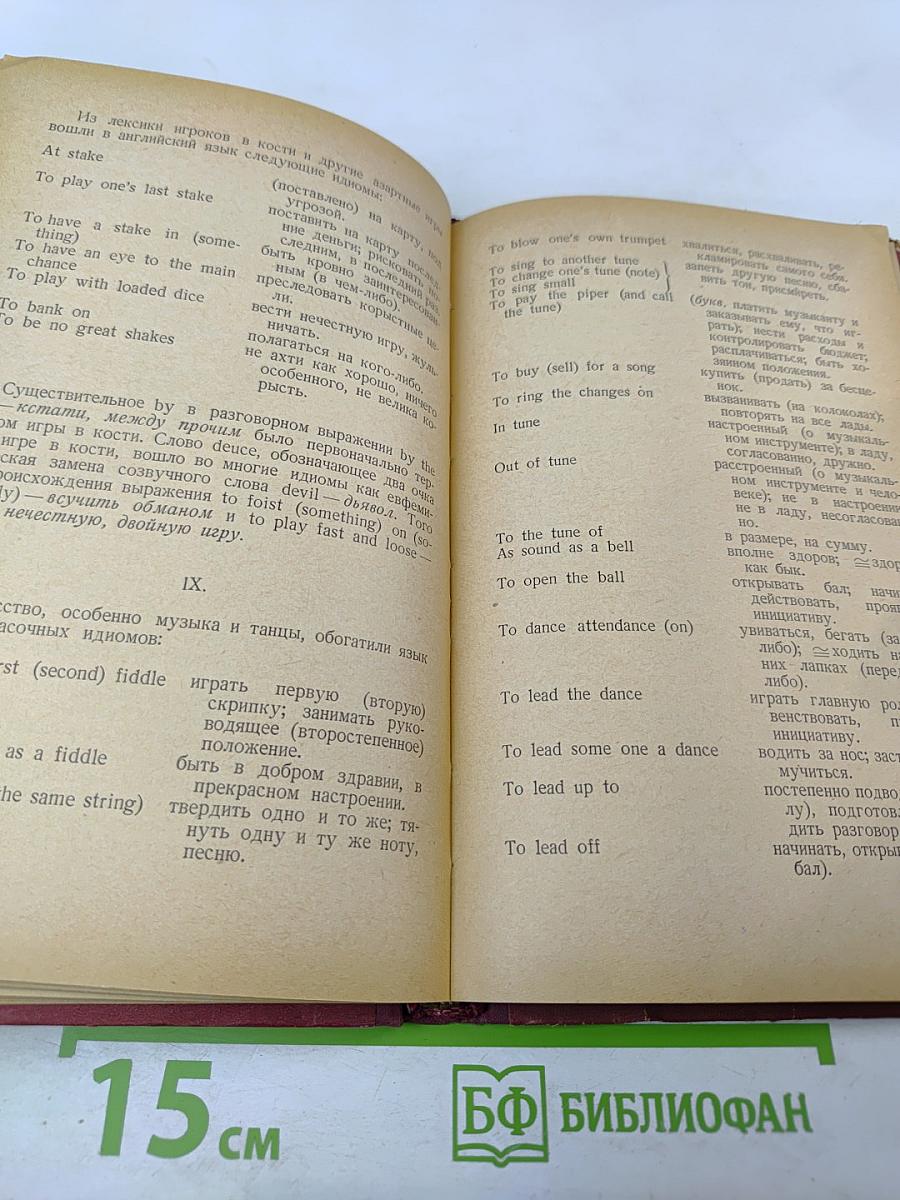 Из лексики игроков в кости и другие азартные игры
вошли в английский язык следующие идиомы:
At stake
(поставлено) на карту, под
угрозой.
To play one's last stake
поставить на карту послед-
ние деньги; рисковать по-
следним, в последний раз.
To have a stake in (some-
thing)
быть кровно заинтересован-
ным (в чем-либо).
To have an eye to the main
chance
преследовать корыстные це-
ли.
To play with loaded dice
вести нечестную игру, жуль-
ничать.
To bank on
полагаться на кого-либо.
To be no great shakes
не ахти как хорошо, ничего
особенного, не велика ко-
рысть.
Существительное by в разговорном выражении by the
—кстати, между прочим было первоначально тер-
ом игры в кости. Слово deuce, обозначающее два очка
игре в кости, вошло во многие идиомы как евфеми-
ская замена созвучного слова devil — дьявол. Того
роисхождения выражения to foist (something) on (so-
dy) — всучить обманом и to play fast and loose —
нечестную, двойную игру.
IX.
сство, особенно музыка и танцы, обогатили язык
асочных идиомов:
rst (second) fiddle
играть первую (вторую)
скрипку; занимать руко-
водящее (второстепенное)
положение.
as a fiddle
быть в добром здравии, в
прекрасном настроении.
the same string)
твердить одно и то же; тя-
нуть одну и ту же ноту,
песню.
To blow one's own trumpet
хвалиться, расхваливать, ре-
кламировать самого себя.
To sing to another tune
To change one's tune (note)
To sing small
запеть другую песню, сба-
вить тон, присмиреть.
To pay the piper (and call
the tune)
(букв. платить музыканту и
заказывать ему, что иг-
рать); нести расходы и
контролировать бюджет;
расплачиваться; быть хо-
зяином положения.
To buy (sell) for a song
купить (продать) за бесце-
нок.
To ring the changes on
вызванивать (на колоколах);
повторять на все лады.
In tune
настроенный (о музыкаль-
ном инструменте); в ладу,
согласованно, дружно.
Out of tune
расстроенный (о музыкаль-
ном инструменте и чело-
веке); не в настроении
не в ладу, несогласован
но.
To the tune of
в размере, на сумму.
As sound as a bell
вполне здоров; ≅ здор
как бык.
To open the ball
открывать бал; начи
действовать, прояв
инициативу.
To dance attendance (on)
увиваться, бегать (за
либо); ≅ ходить на
них лапках (перед
либо).
To lead the dance
играть главную рол
венствовать, п
инициативу.
To lead some one a dance
водить за нос; заст
мучиться.
To lead up to
постепенно подво
лу), подготовл
дить разговор
To lead off
начинать, откры
бал).
15 см
БФ БИБЛИОФАН